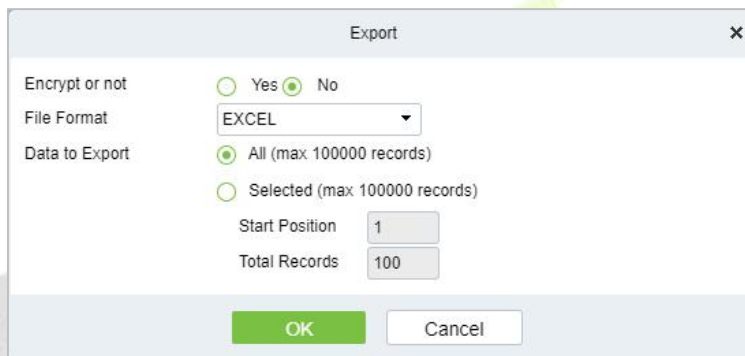 Export
Encrypt or not Yes No
File Format EXCEL
Data to Export All (max 100000 records)
Selected (max 100000 records)
Start Position 1
Total Records 100
OK Cancel